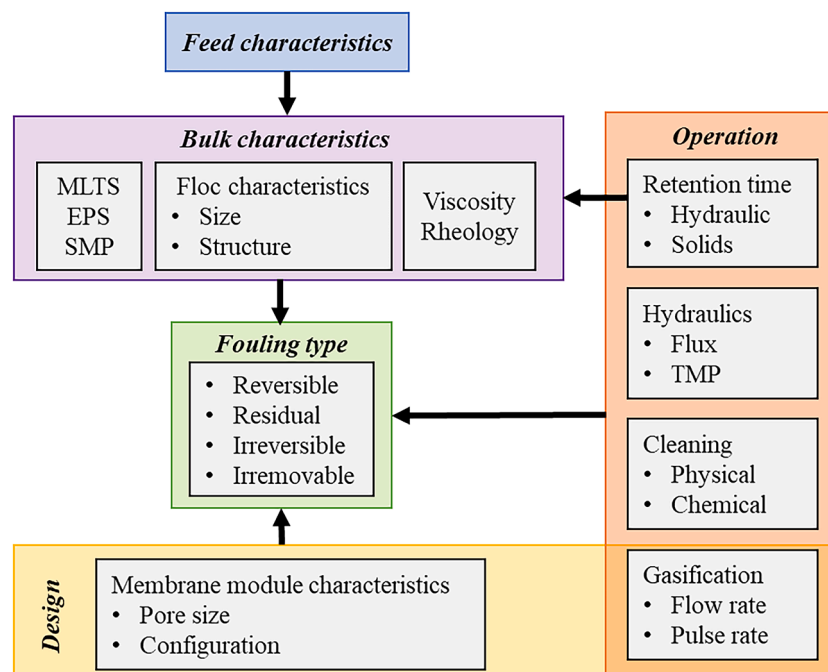 Feed characteristics
Bulk characteristics
MLTS
EPS
SMP
Floc characteristics
• Size
• Structure
Viscosity
Rheology
Operation
Retention time
• Hydraulic
• Solids
Hydraulics
• Flux
• TMP
Cleaning
• Physical
• Chemical
Gasification
• Flow rate
• Pulse rate
Fouling type
• Reversible
• Residual
• Irreversible
• Irremovable
Design
Membrane module characteristics
• Pore size
• Configuration